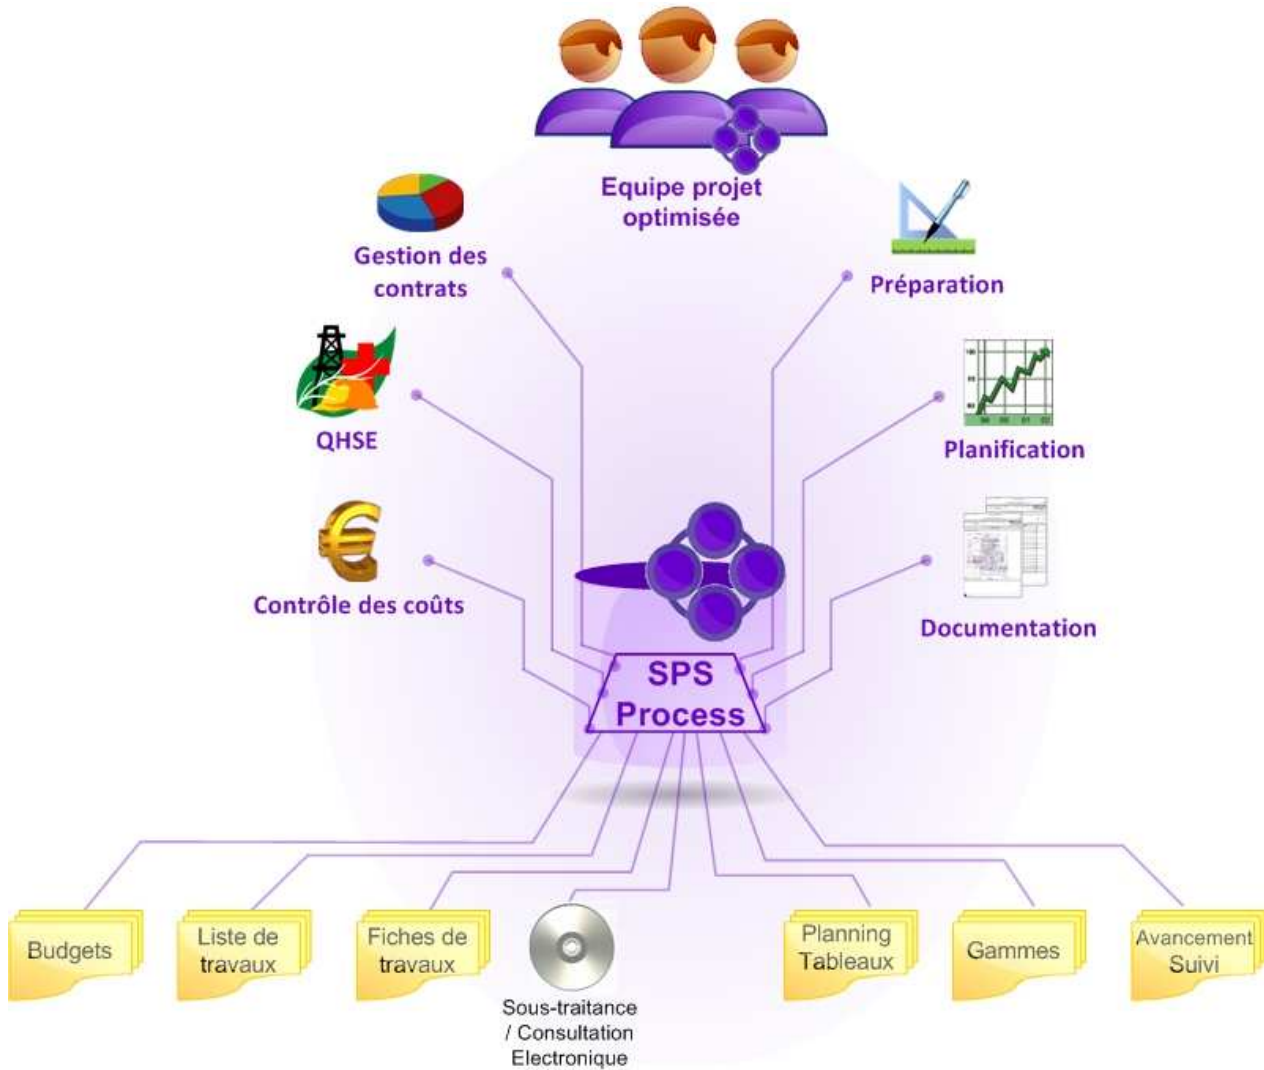 Equipe projet
optimisée
Gestion des
contrats
Préparation
QHSE
Planification
Contrôle des coûts
Documentation
SPS
Process
Budgets
Liste de
travaux
Fiches de
travaux
Sous-traitance
/ Consultation
Electronique
Planning
Tableaux
Gammes
Avancement
Suivi